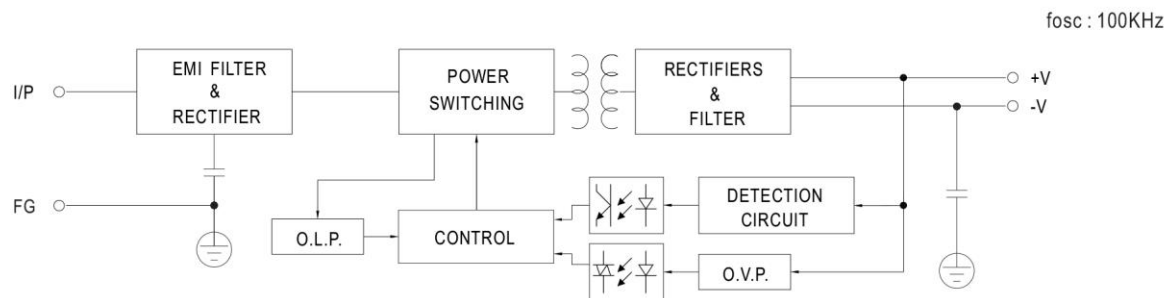 fosc : 100KHz
EMI FILTER
&
RECTIFIER
POWER
SWITCHING
RECTIFIERS
&
FILTER
I/P
+V
-V
FG
O.L.P.
CONTROL
DETECTION
CIRCUIT
O.V.P.